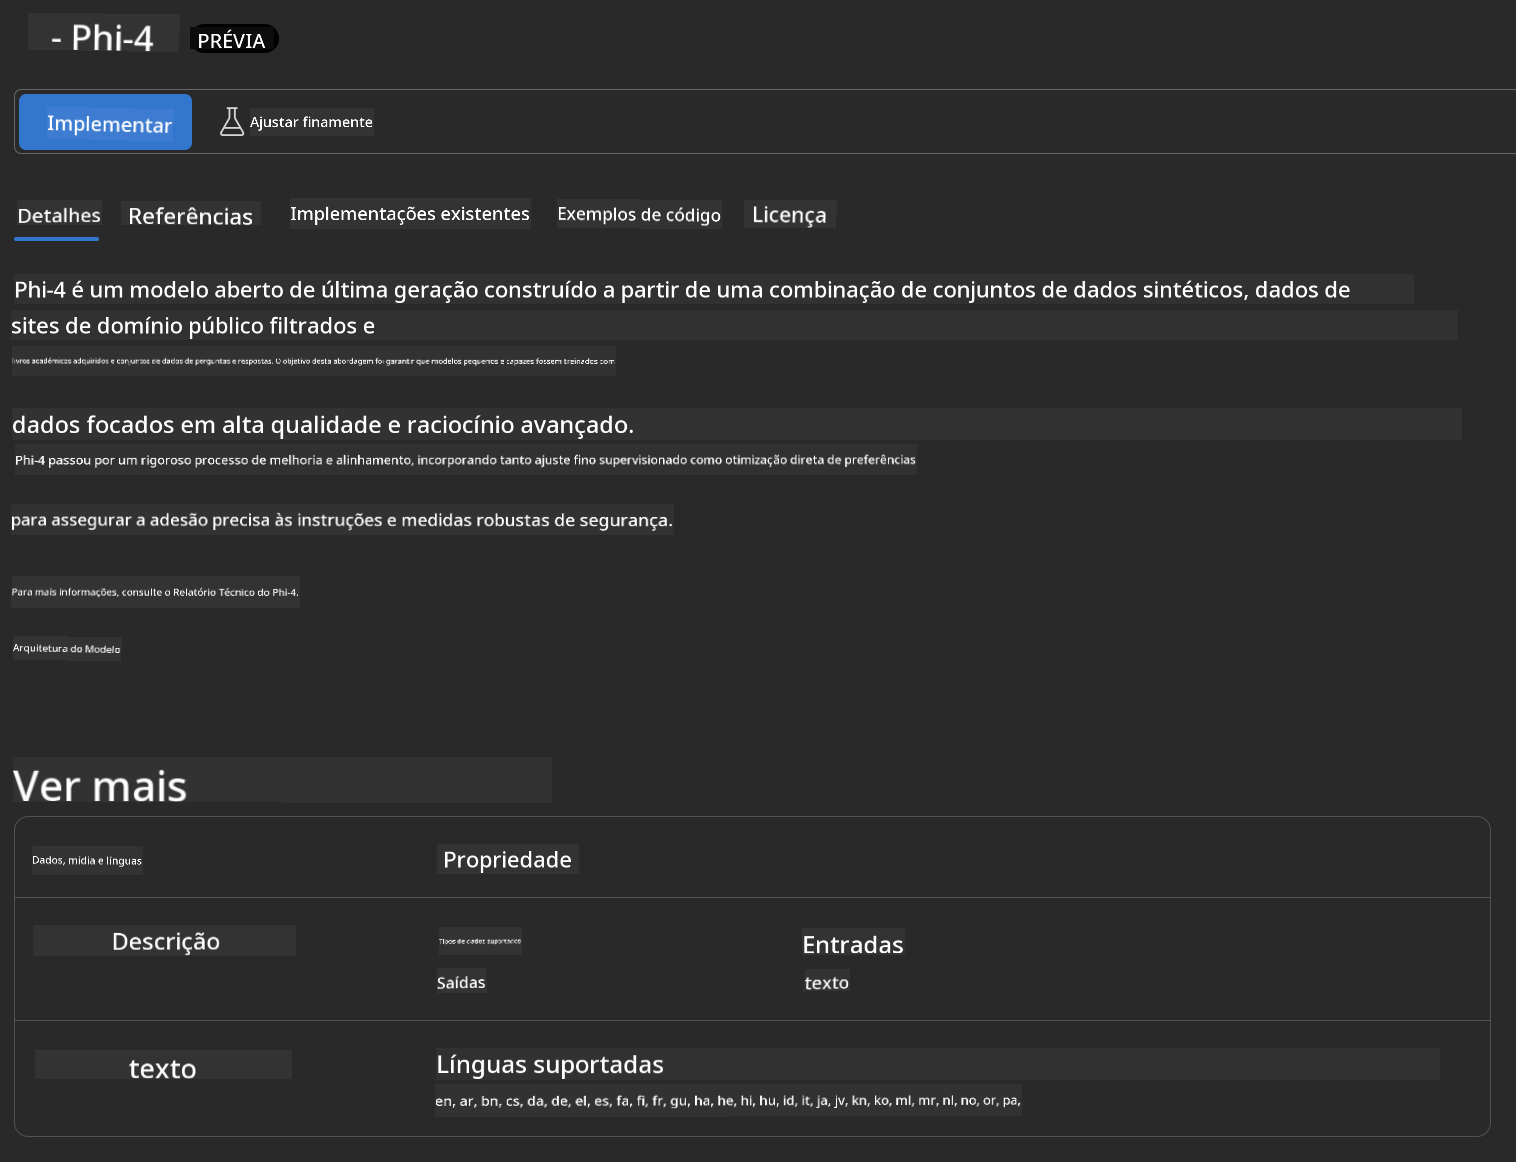 - Phi-4 PRÉVIA
Implementar Ajustar finamente
Detalhes Referências Implementações existentes Exemplos de código Licença
Phi-4 é um modelo aberto de última geração construído a partir de uma combinação de conjuntos de dados sintéticos, dados de
sites de domínio público filtrados e
livros acadêmicos adquiridos e conjuntos de dados de perguntas e respostas. O objetivo desta abordagem foi garantir que modelos pequenos e capazes fossem treinados com
dados focados em alta qualidade e raciocínio avançado.
Phi-4 passou por um rigoroso processo de melhoria e alinhamento, incorporando tanto ajuste fino supervisionado como otimização direta de preferências
para assegurar a adesão precisa às instruções e medidas robustas de segurança.
Para mais informações, consulte o Relatório Técnico do Phi-4.
Arquitetura do Modelo
Ver mais
Dados, mídia e línguas Propriedade
Descrição Tipos de dados suportados Entradas
Saídas texto
texto Línguas suportadas
en, ar, bn, cs, da, de, el, es, fa, fi, fr, gu, ha, he, hi, hu, id, it, ja, jv, kn, ko, ml, mr, nl, no, or, pa,